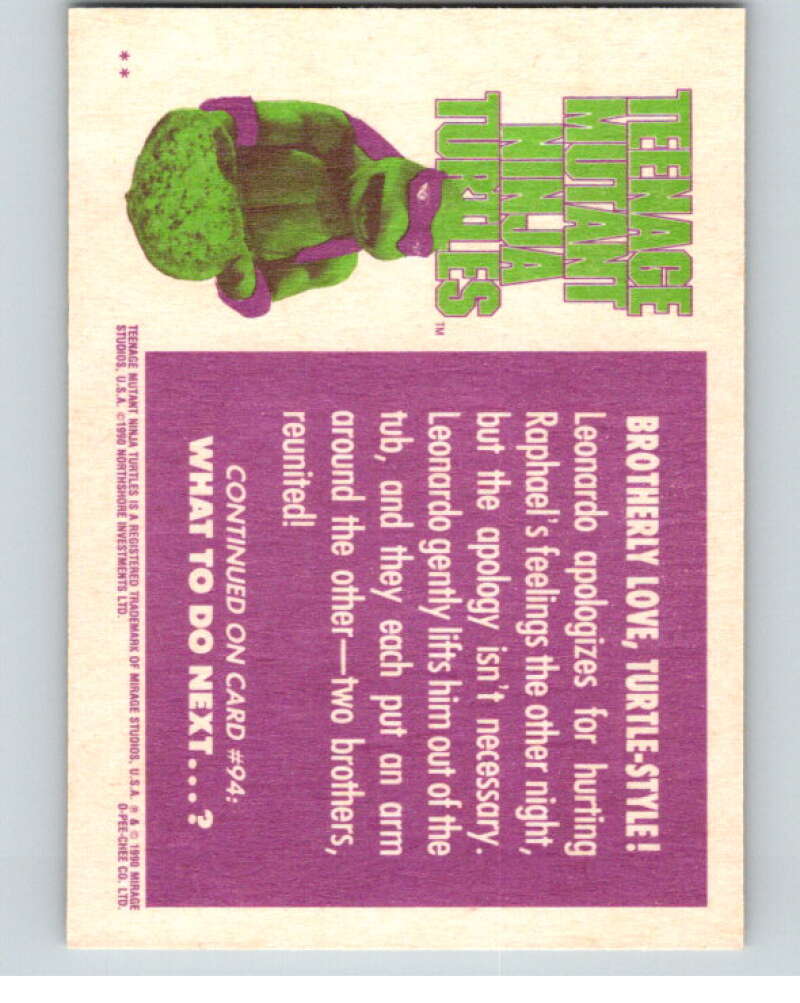 TEENAGE
MUTANT
NINJA
TURTLES™
BROTHERLY LOVE, TURTLE-STYLE!
Leonardo apologizes for hurting
Raphael's feelings the other night,
but the apology isn't necessary.
Leonardo gently lifts him out of the
tub, and they each put an arm
around the other—two brothers,
reunited!
CONTINUED ON CARD #94:
WHAT TO DO NEXT...?
TEENAGE MUTANT NINJA TURTLES IS A REGISTERED TRADEMARK OF MIRAGE STUDIOS, U.S.A. ® & © 1990 MIRAGE
STUDIOS, U.S.A. ©1990 NORTHSHORE INVESTMENTS LTD. O-PEE-CHEE CO. LTD.
**